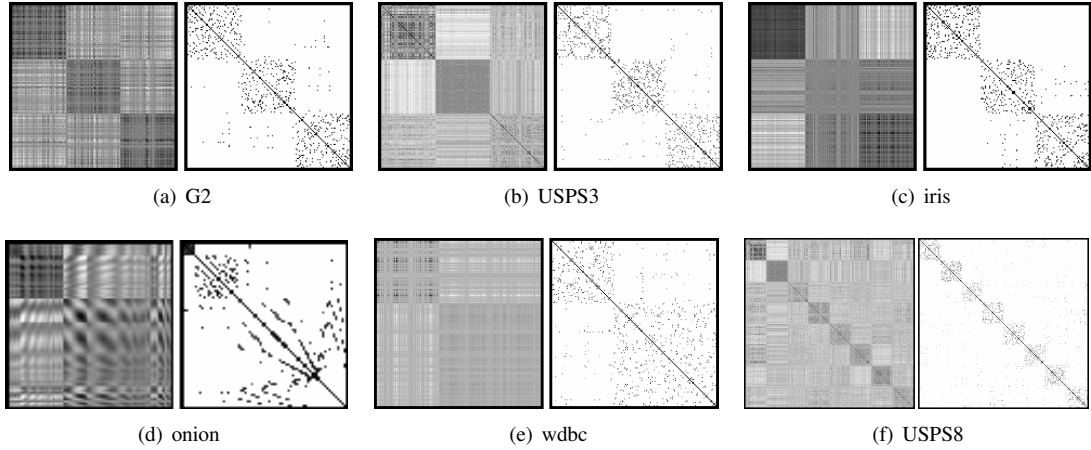 (a) G2
(b) USPS3
(c) iris
(d) onion
(e) wdbc
(f) USPS8